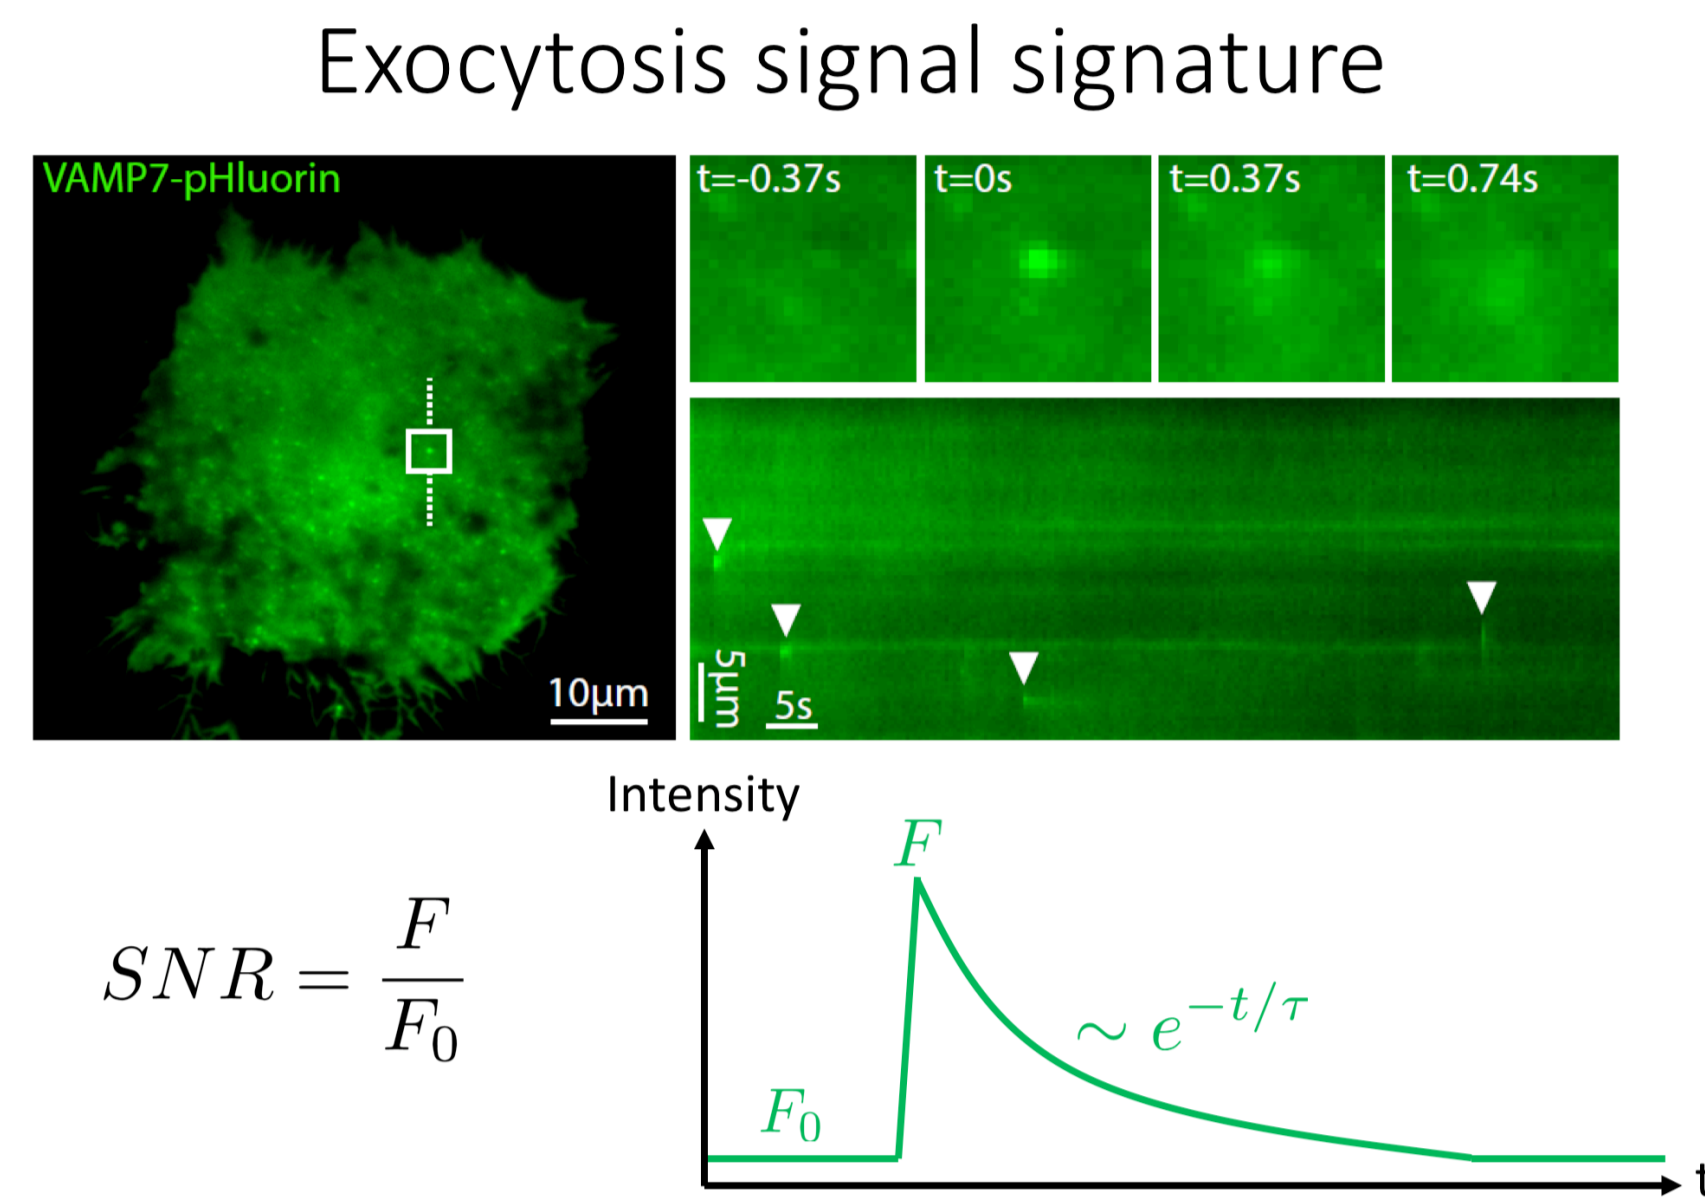 Exocytosis signal signature
VAMP7-pHluorin
10μm
t=-0.37s
t=0s
t=0.37s
t=0.74s
5μm
5s
SNR = F/F₀
Intensity
F
F₀
~ e^{-t/τ}
t